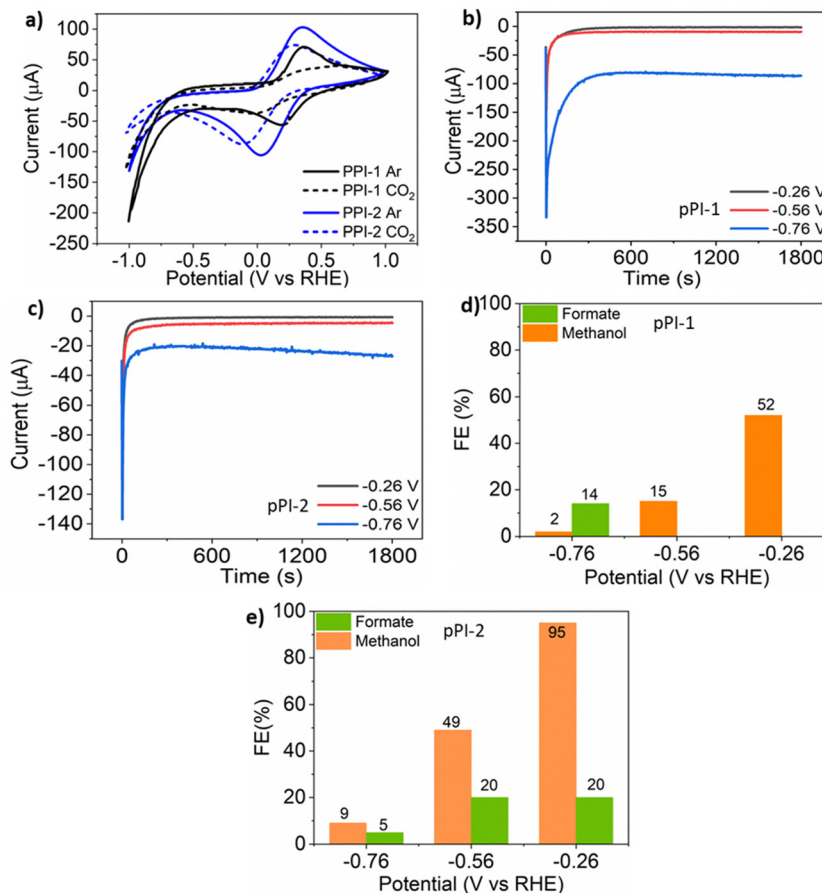 a)
100
50
0
-50
-100
-150
-200
-250
Current (μA)
PPI-1 Ar
PPI-1 CO₂
PPI-2 Ar
PPI-2 CO₂
-1.0 -0.5 0.0 0.5 1.0
Potential (V vs RHE)
b)
0
-50
-100
-150
-200
-250
-300
-350
Current (μA)
pPI-1
-0.26 V
-0.56 V
-0.76 V
0 600 1200 1800
Time (s)
c)
0
-20
-40
-60
-80
-100
-120
-140
Current (μA)
pPI-2
-0.26 V
-0.56 V
-0.76 V
0 600 1200 1800
Time (s)
d)
100
80
60
40
20
0
FE (%)
Formate
Methanol
pPI-1
2 14 15 52
-0.76 -0.56 -0.26
Potential (V vs RHE)
e)
100
80
60
40
20
0
FE(%)
Formate
Methanol
pPI-2
9 5 49 20 95 20
-0.76 -0.56 -0.26
Potential (V vs RHE)